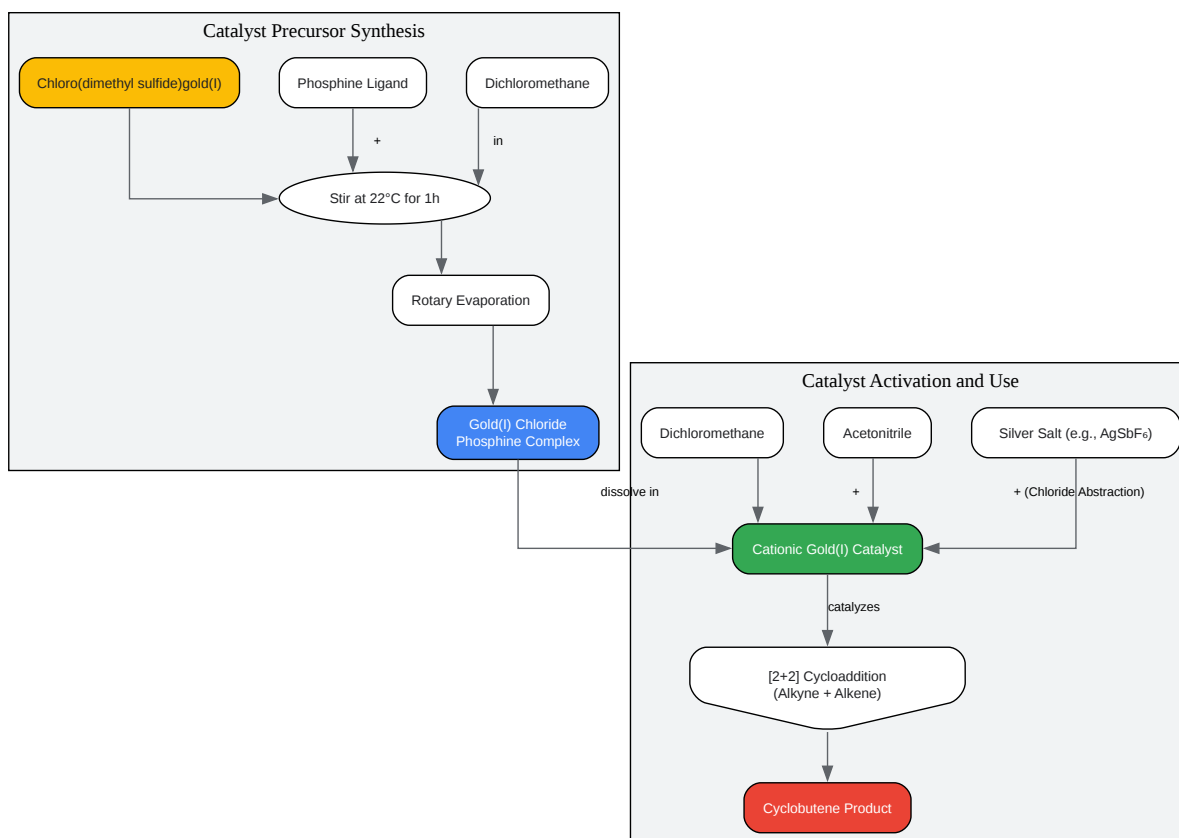 Catalyst Precursor Synthesis
Chloro(dimethyl sulfide)gold(I)
Phosphine Ligand
Dichloromethane
+
in
Stir at 22°C for 1h
Rotary Evaporation
Gold(I) Chloride
Phosphine Complex
Catalyst Activation and Use
Dichloromethane
Acetonitrile
Silver Salt (e.g., AgSbF₆)
dissolve in
+
+ (Chloride Abstraction)
Cationic Gold(I) Catalyst
catalyzes
[2+2] Cycloaddition
(Alkyne + Alkene)
Cyclobutene Product